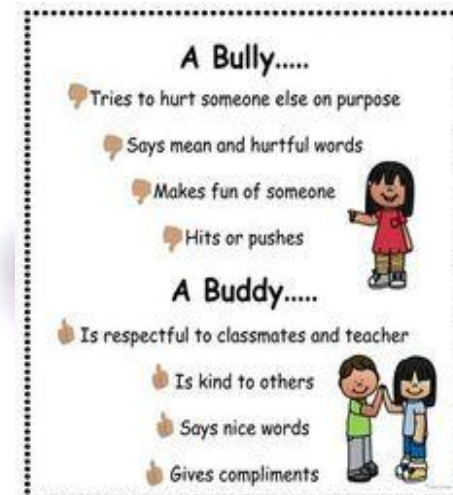 A Bully.....
Tries to hurt someone else on purpose
Says mean and hurtful words
Makes fun of someone
Hits or pushes
A Buddy.....
Is respectful to classmates and teacher
Is kind to others
Says nice words
Gives compliments